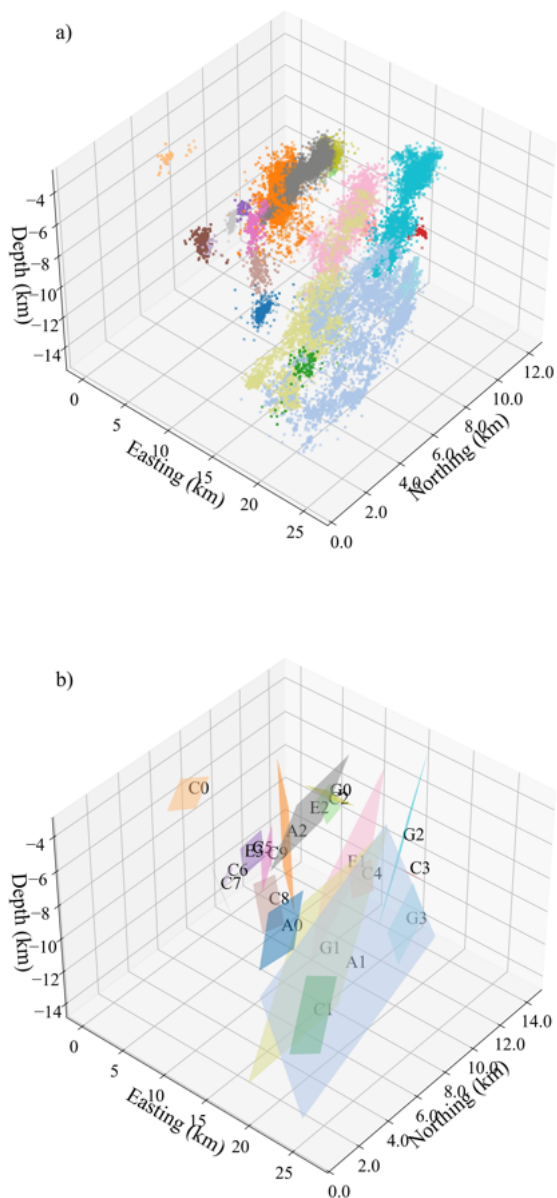 a)
−4
−6
−8
−10
−12
−14
Depth (km)
0
5
10
15
20
25
Easting (km)
0.0
2.0
4.0
6.0
8.0
10.0
12.0
Northing (km)
b)
−4
−6
−8
−10
−12
−14
Depth (km)
0
5
10
15
20
25
Easting (km)
0.0
2.0
4.0
6.0
8.0
10.0
12.0
14.0
Northing (km)
C0
G0
C2
E2
A2
G2
C5
C9
C6
C7
E1
C4
C3
C8
A0
G3
G1
A1
C1